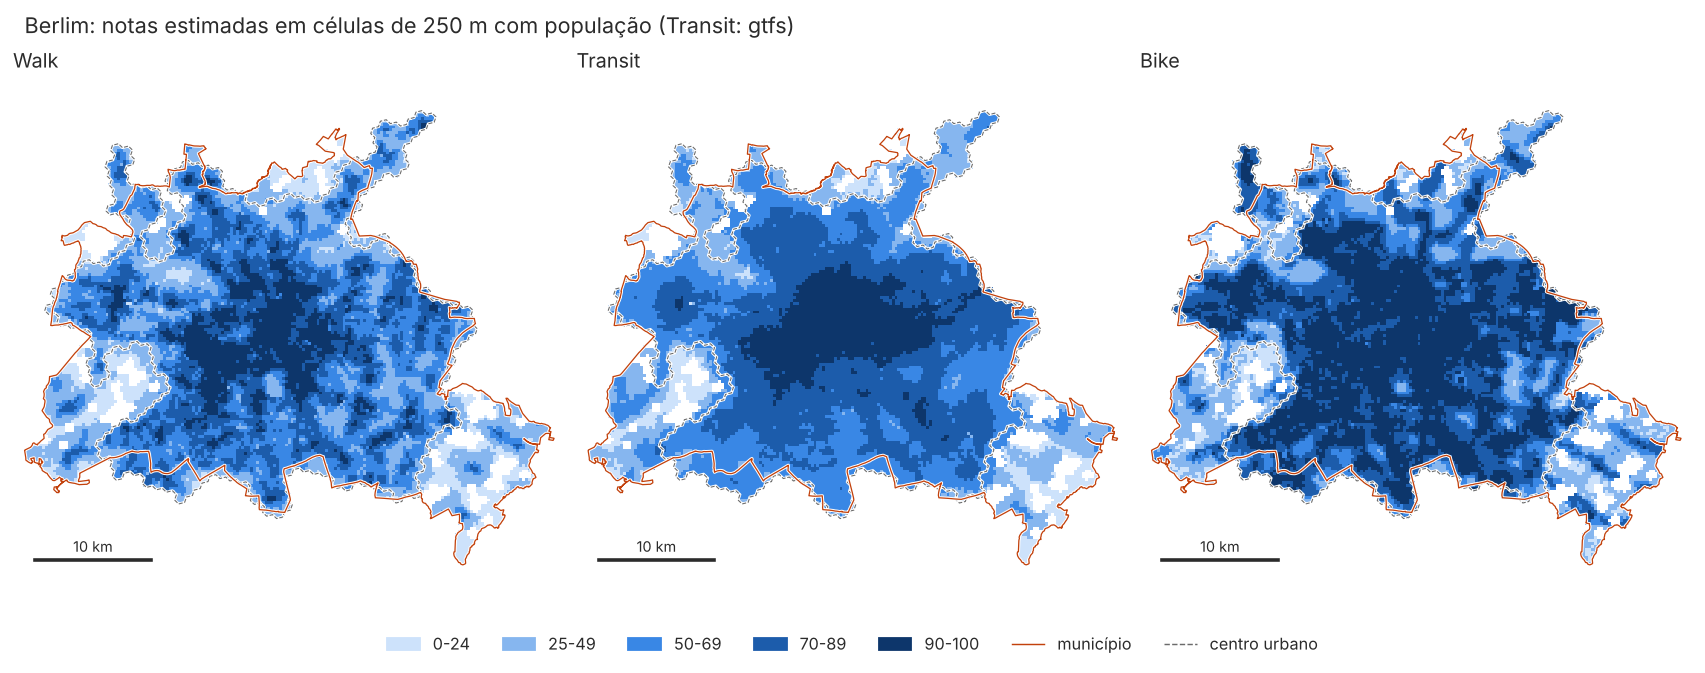 Berlim: notas estimadas em células de 250 m com população (Transit: gtfs)
Walk
Transit
Bike
10 km
10 km
10 km
0-24
25-49
50-69
70-89
90-100
município
centro urbano